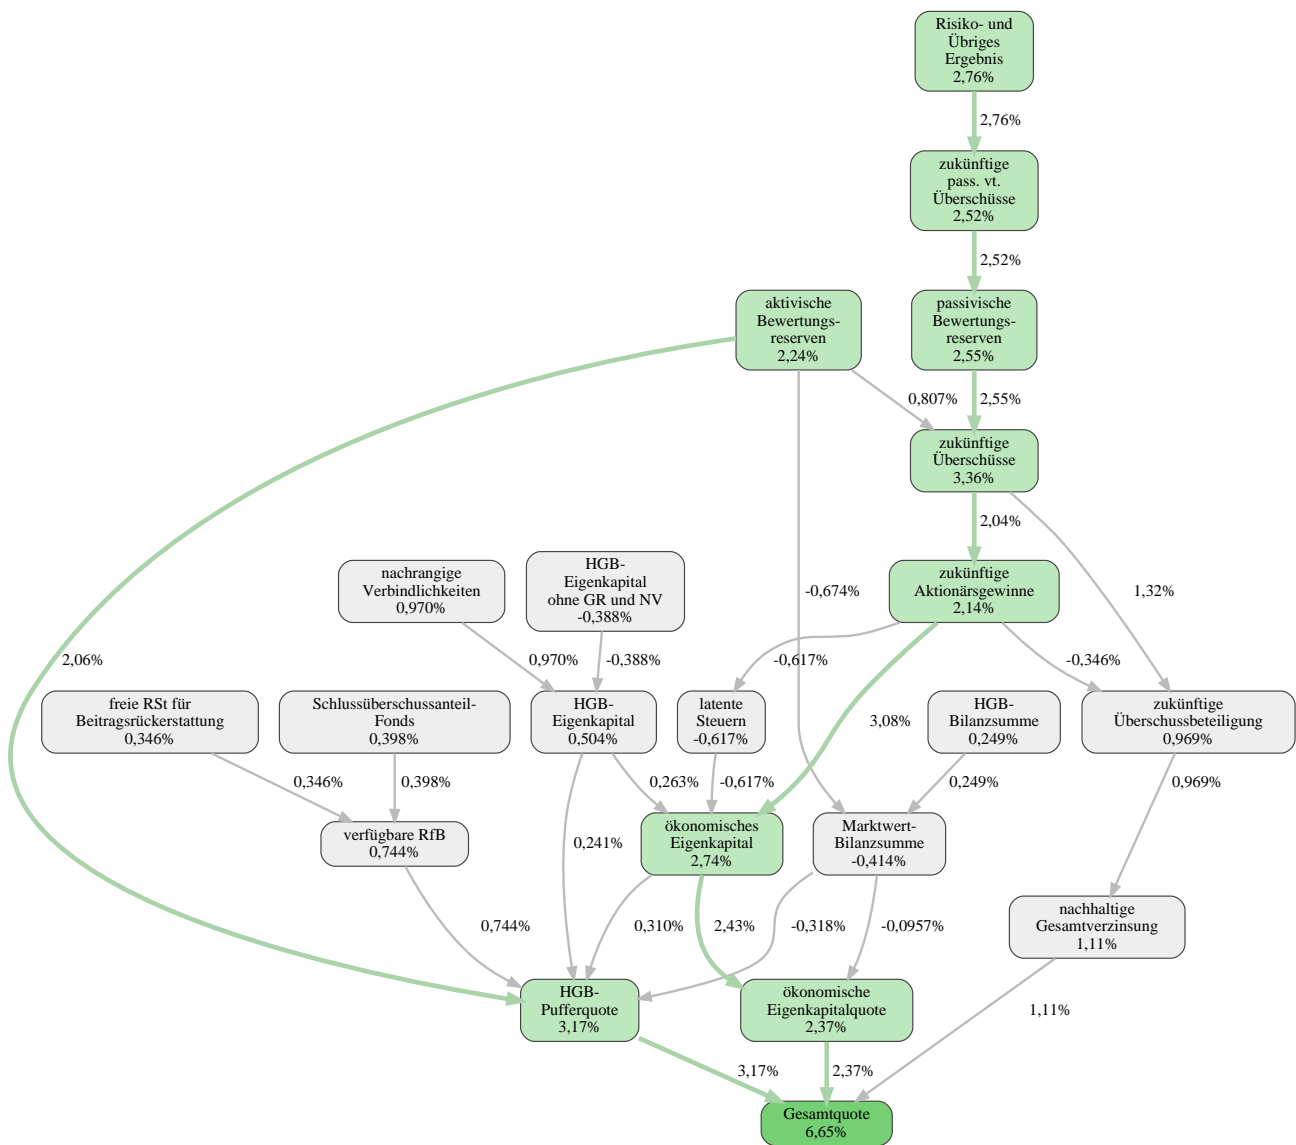 Risiko- und
Übriges
Ergebnis
2,76%
2,76%
zukünftige
pass. vt.
Überschüsse
2,52%
2,52%
aktivische
Bewertungs-
reserven
2,24%
passivische
Bewertungs-
reserven
2,55%
0,807%
2,55%
zukünftige
Überschüsse
3,36%
2,04%
nachrangige
Verbindlichkeiten
0,970%
HGB-
Eigenkapital
ohne GR und NV
-0,388%
-0,674%
zukünftige
Aktionärsgewinne
2,14%
1,32%
2,06%
0,970%
-0,388%
-0,617%
-0,346%
freie RSt für
Beitragsrückerstattung
0,346%
Schlussüberschussanteil-
Fonds
0,398%
HGB-
Eigenkapital
0,504%
latente
Steuern
-0,617%
3,08%
HGB-
Bilanzsumme
0,249%
zukünftige
Überschussbeteiligung
0,969%
0,346%
0,398%
0,263%
-0,617%
0,249%
0,969%
verfügbare RfB
0,744%
0,241%
ökonomisches
Eigenkapital
2,74%
Marktwert-
Bilanzsumme
-0,414%
0,744%
0,310%
2,43%
-0,318%
-0,0957%
nachhaltige
Gesamtverzinsung
1,11%
HGB-
Pufferquote
3,17%
ökonomische
Eigenkapitalquote
2,37%
1,11%
3,17%
2,37%
Gesamtquote
6,65%